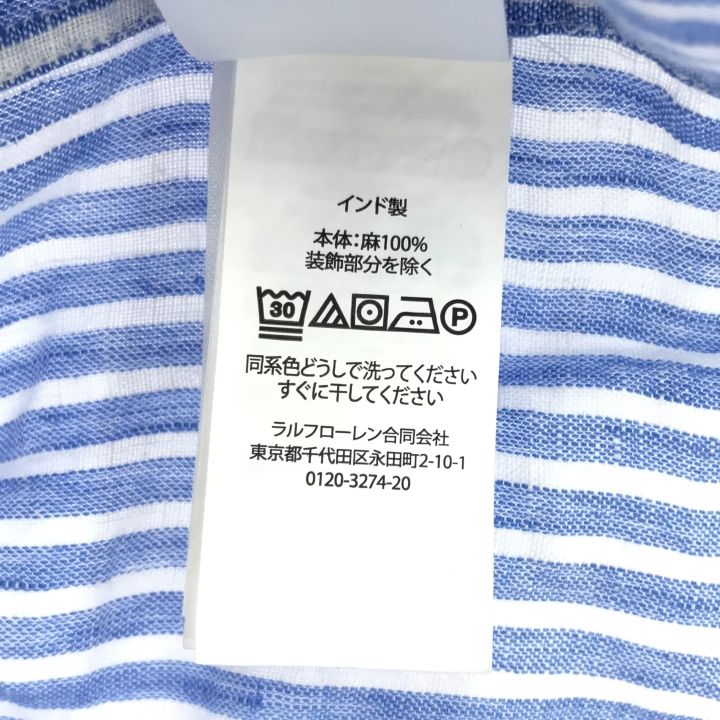 インド製
本体:麻100%
装飾部分を除く
30 P
同系色どうしで洗ってください
すぐに干してください
ラルフローレン合同会社
東京都千代田区永田町2-10-1
0120-3274-20